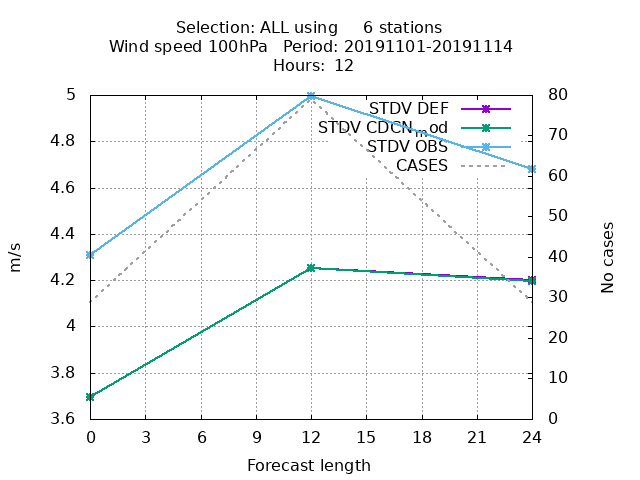 Selection: ALL using     6 stations
Wind speed 100hPa   Period: 20191101-20191114
Hours: 12
5
4.8
4.6
4.4
4.2
4
3.8
3.6
m/s
STDV DEF
STDV CDCN_mod
STDV OBS
CASES
80
70
60
50
40
30
20
10
0
No cases
0 3 6 9 12 15 18 21 24
Forecast length